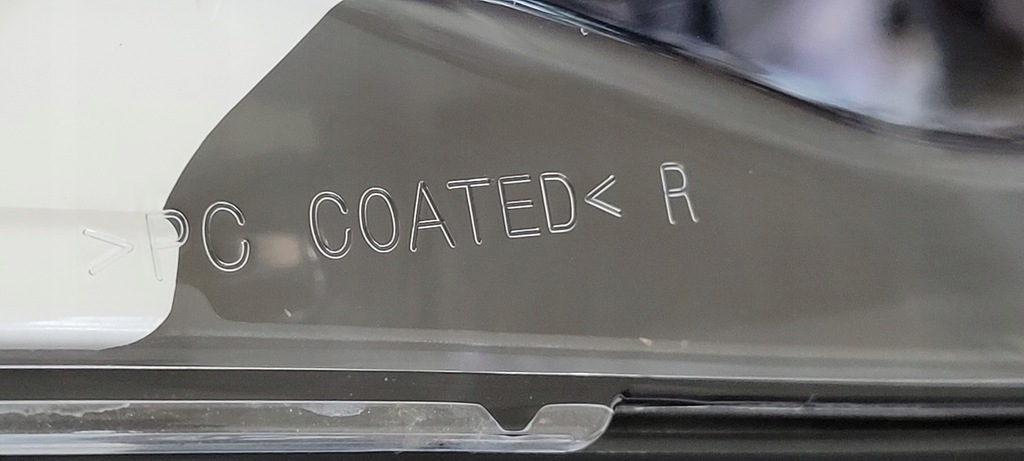 >PC COATED< R